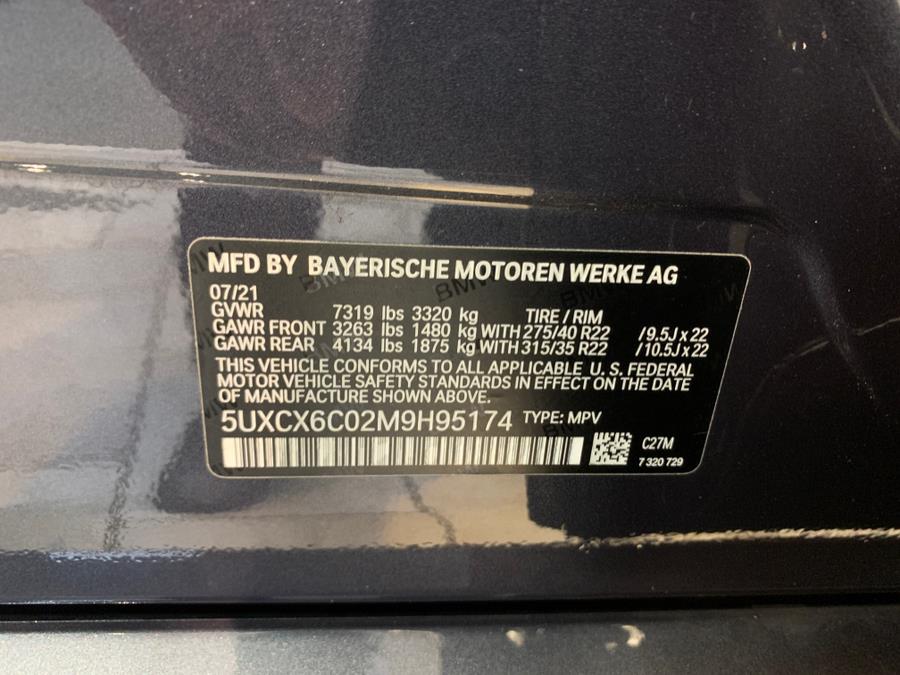 MFD BY BAYERISCHE MOTOREN WERKE AG
07/21
GVWR 7319 lbs 3320 kg TIRE / RIM
GAWR FRONT 3263 lbs 1480 kg WITH 275/40 R22 / 9.5J x 22
GAWR REAR 4134 lbs 1875 kg WITH 315/35 R22 / 10.5J x 22
THIS VEHICLE CONFORMS TO ALL APPLICABLE U. S. FEDERAL
MOTOR VEHICLE SAFETY STANDARDS IN EFFECT ON THE DATE
OF MANUFACTURE SHOWN ABOVE.
5UXCX6C02M9H95174 TYPE: MPV
C27M
7 320 729